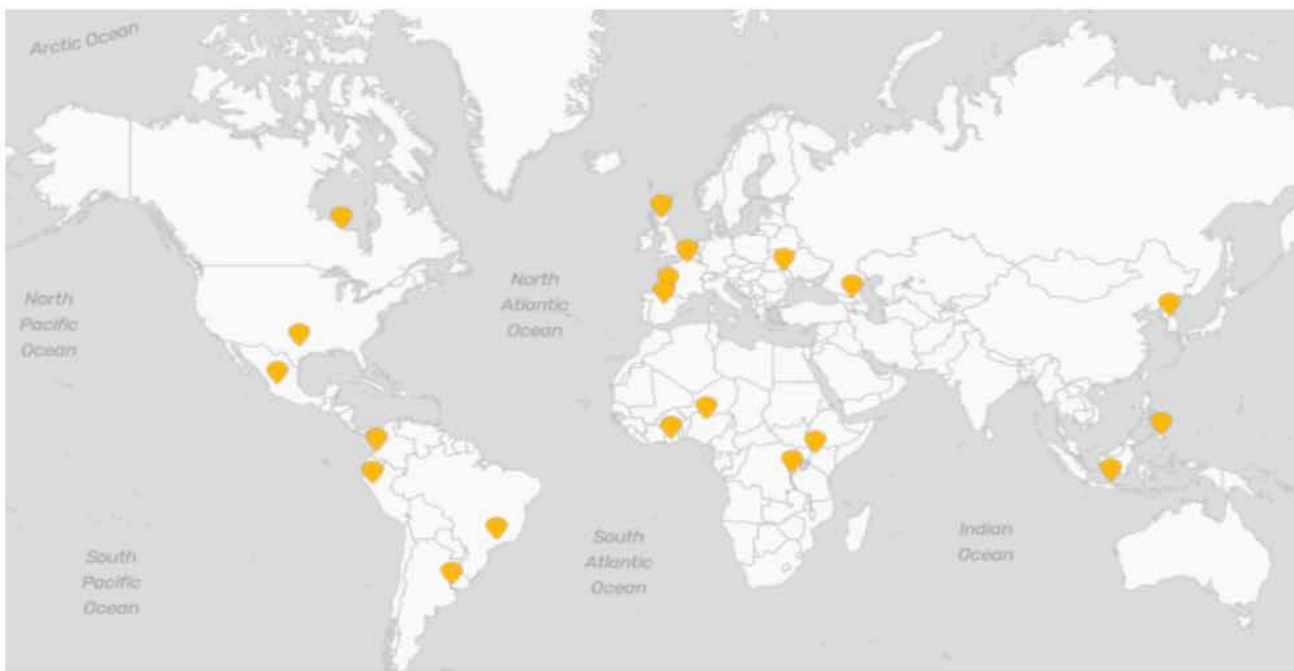 Arctic Ocean
North
Pacific
Ocean
North
Atlantic
Ocean
South
Pacific
Ocean
South
Atlantic
Ocean
Indian
Ocean